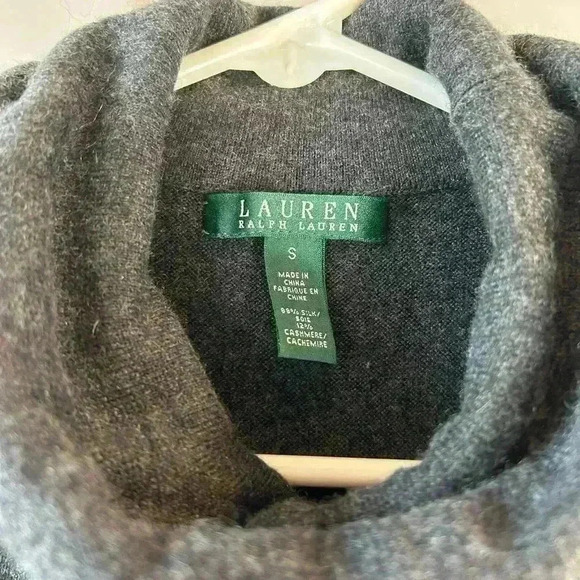 LAUREN
RALPH LAUREN
S
MADE IN
CHINA
FABRIQUE EN
CHINE
88% SILK/
SOIE
12%
CASHMERE/
CACHEMIRE